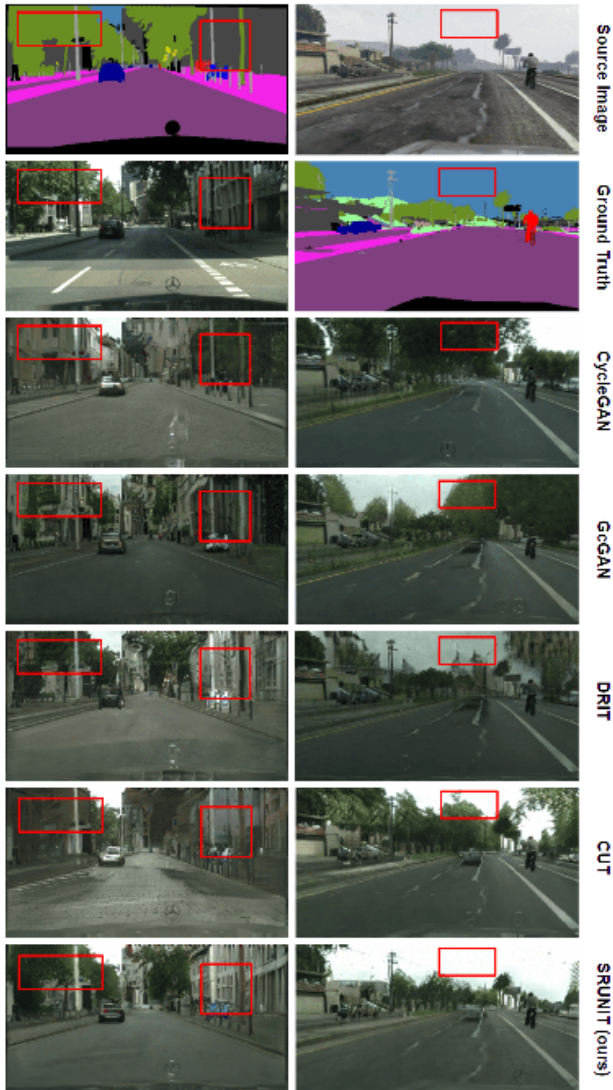 Source Image
Ground Truth
CycleGAN
GcGAN
DRIT
CUT
SRUNIT (ours)